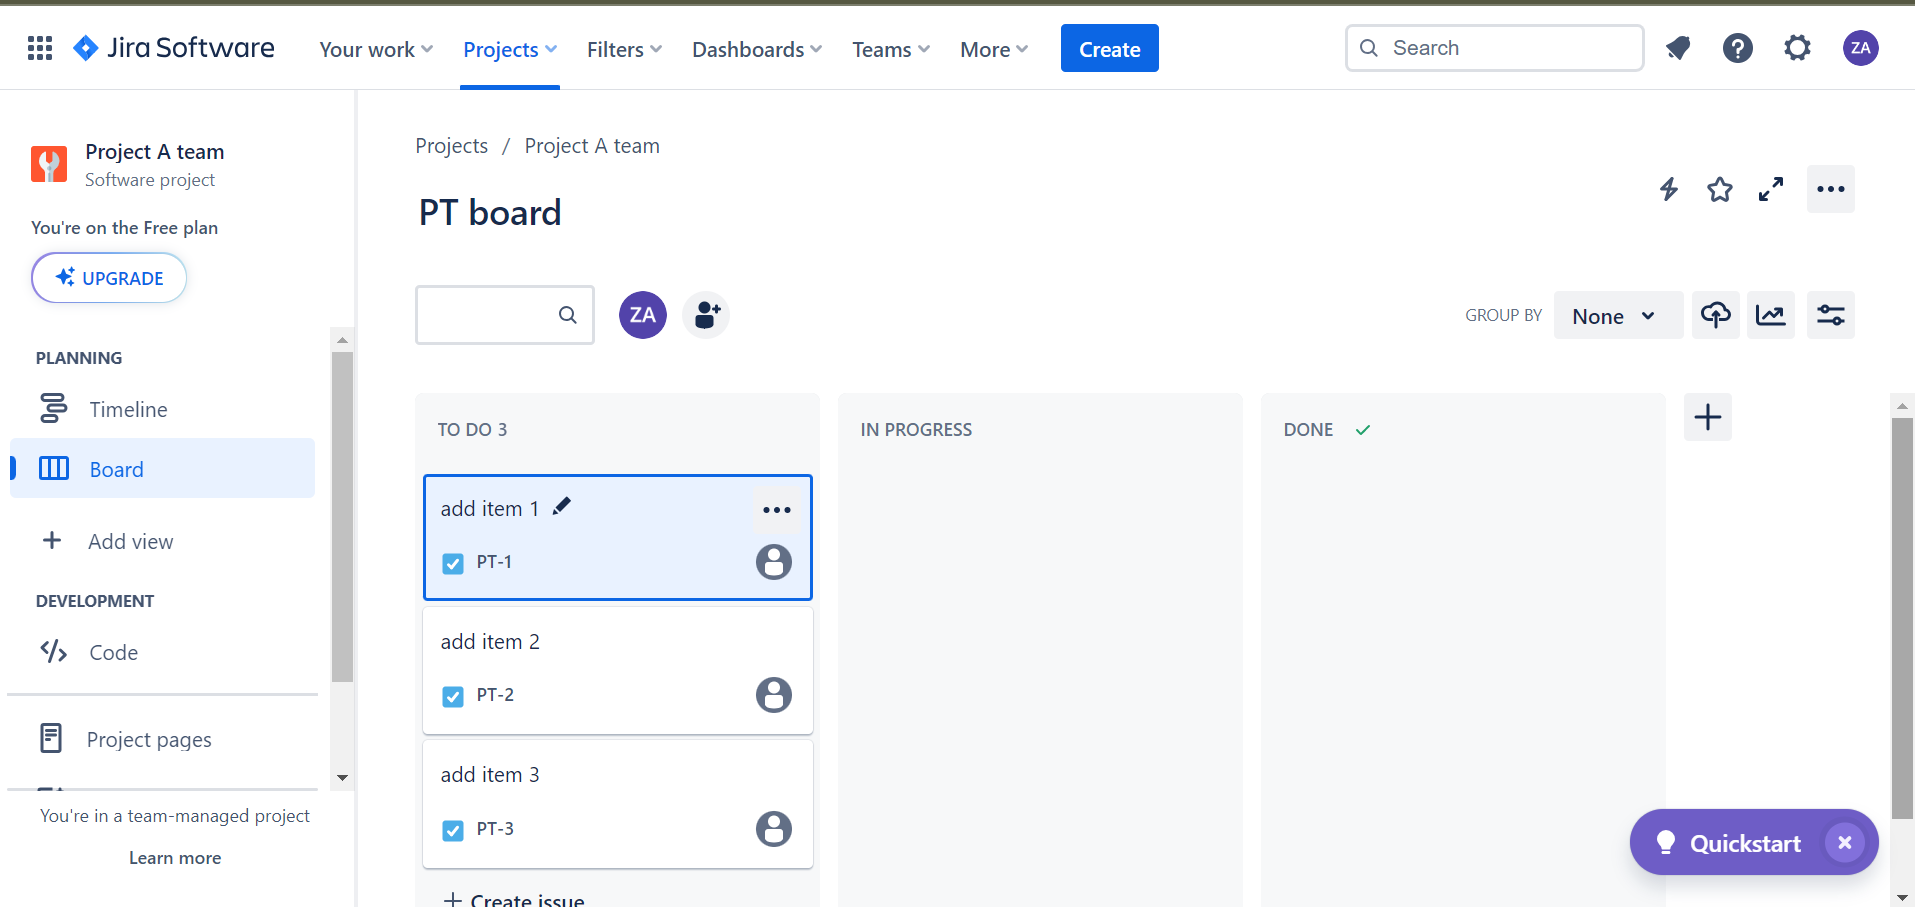 Jira Software
Your work
Projects
Filters
Dashboards
Teams
More
Create
Search
ZA
Project A team
Software project
You're on the Free plan
UPGRADE
PLANNING
Timeline
Board
Add view
DEVELOPMENT
Code
Project pages
You're in a team-managed project
Learn more
Projects / Project A team
PT board
ZA
GROUP BY
None
TO DO 3
add item 1
PT-1
add item 2
PT-2
add item 3
PT-3
Create issue
IN PROGRESS
DONE
Quickstart